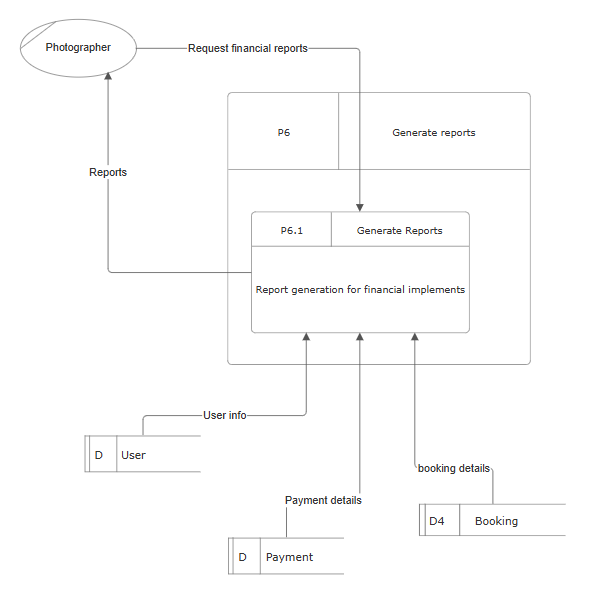 Photographer
Request financial reports
P6
Generate reports
Reports
P6.1
Generate Reports
Report generation for financial implements
User info
D
User
booking details
Payment details
D4
Booking
D
Payment